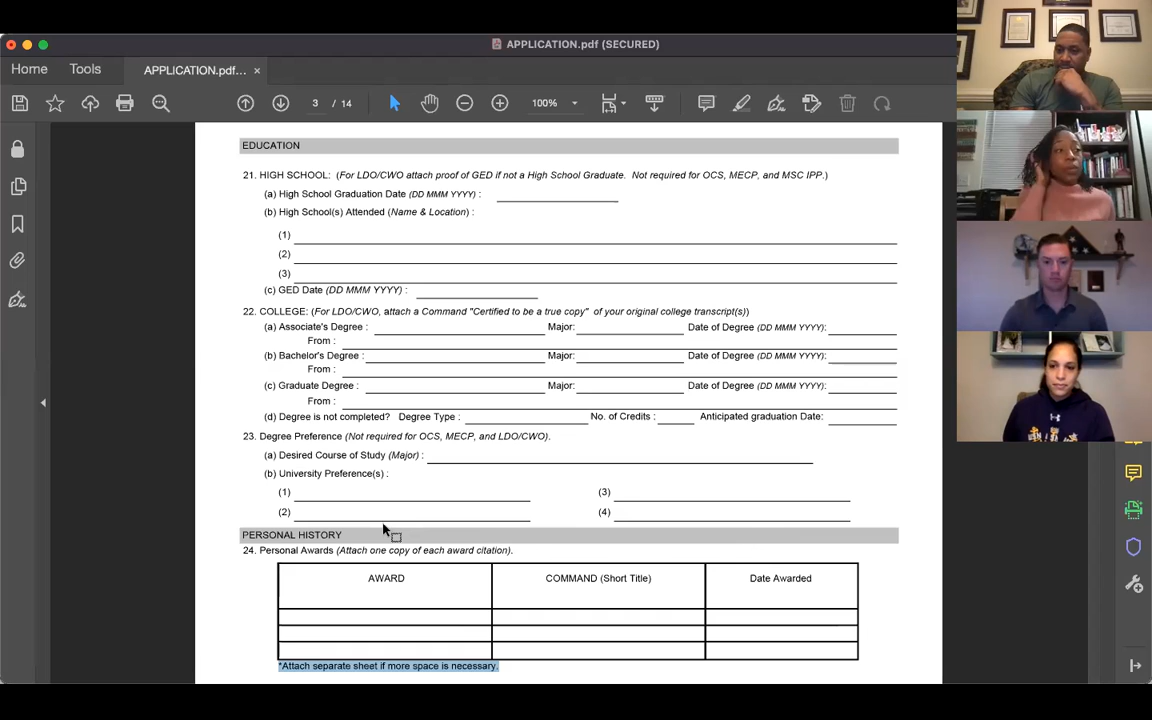 APPLICATION.pdf (SECURED)
Home Tools APPLICATION.pdf... ×
3 / 14 100%
EDUCATION
21. HIGH SCHOOL: (For LDO/CWO attach proof of GED if not a High School Graduate. Not required for OCS, MECP, and MSC IPP.)
(a) High School Graduation Date (DD MMM YYYY) :
(b) High School(s) Attended (Name & Location) :
(1)
(2)
(3)
(c) GED Date (DD MMM YYYY) :
22. COLLEGE: (For LDO/CWO, attach a Command "Certified to be a true copy" of your original college transcript(s))
(a) Associate's Degree : Major: Date of Degree (DD MMM YYYY):
From :
(b) Bachelor's Degree : Major: Date of Degree (DD MMM YYYY):
From :
(c) Graduate Degree : Major: Date of Degree (DD MMM YYYY):
From :
(d) Degree is not completed? Degree Type : No. of Credits : Anticipated graduation Date:
23. Degree Preference (Not required for OCS, MECP, and LDO/CWO).
(a) Desired Course of Study (Major) :
(b) University Preference(s) :
(1) (3)
(2) (4)
PERSONAL HISTORY
24. Personal Awards (Attach one copy of each award citation).
AWARD COMMAND (Short Title) Date Awarded
*Attach separate sheet if more space is necessary.